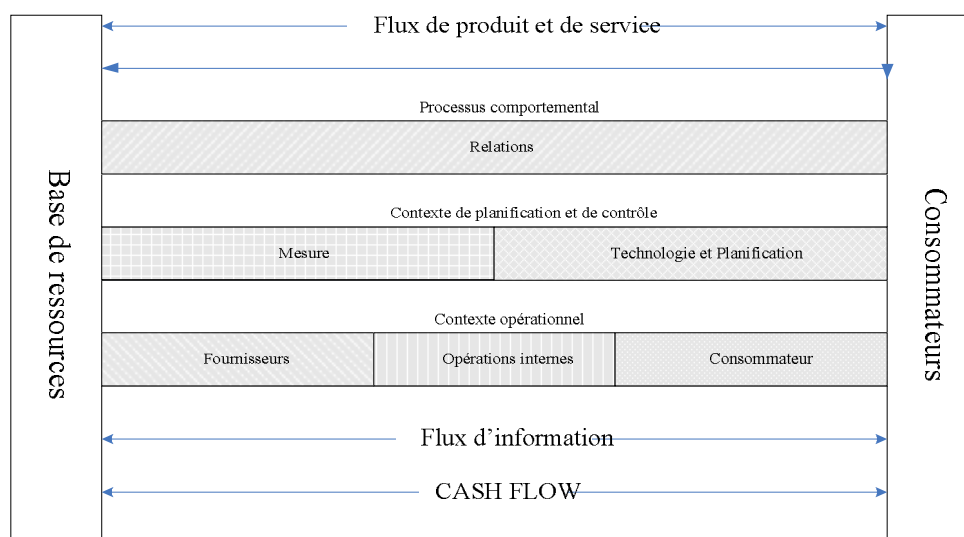 Flux de produit et de service
Processus comportemental
Relations
Base de ressources
Consommateurs
Contexte de planification et de contrôle
Mesure
Technologie et Planification
Contexte opérationnel
Fournisseurs
Opérations internes
Consommateur
Flux d’information
CASH FLOW